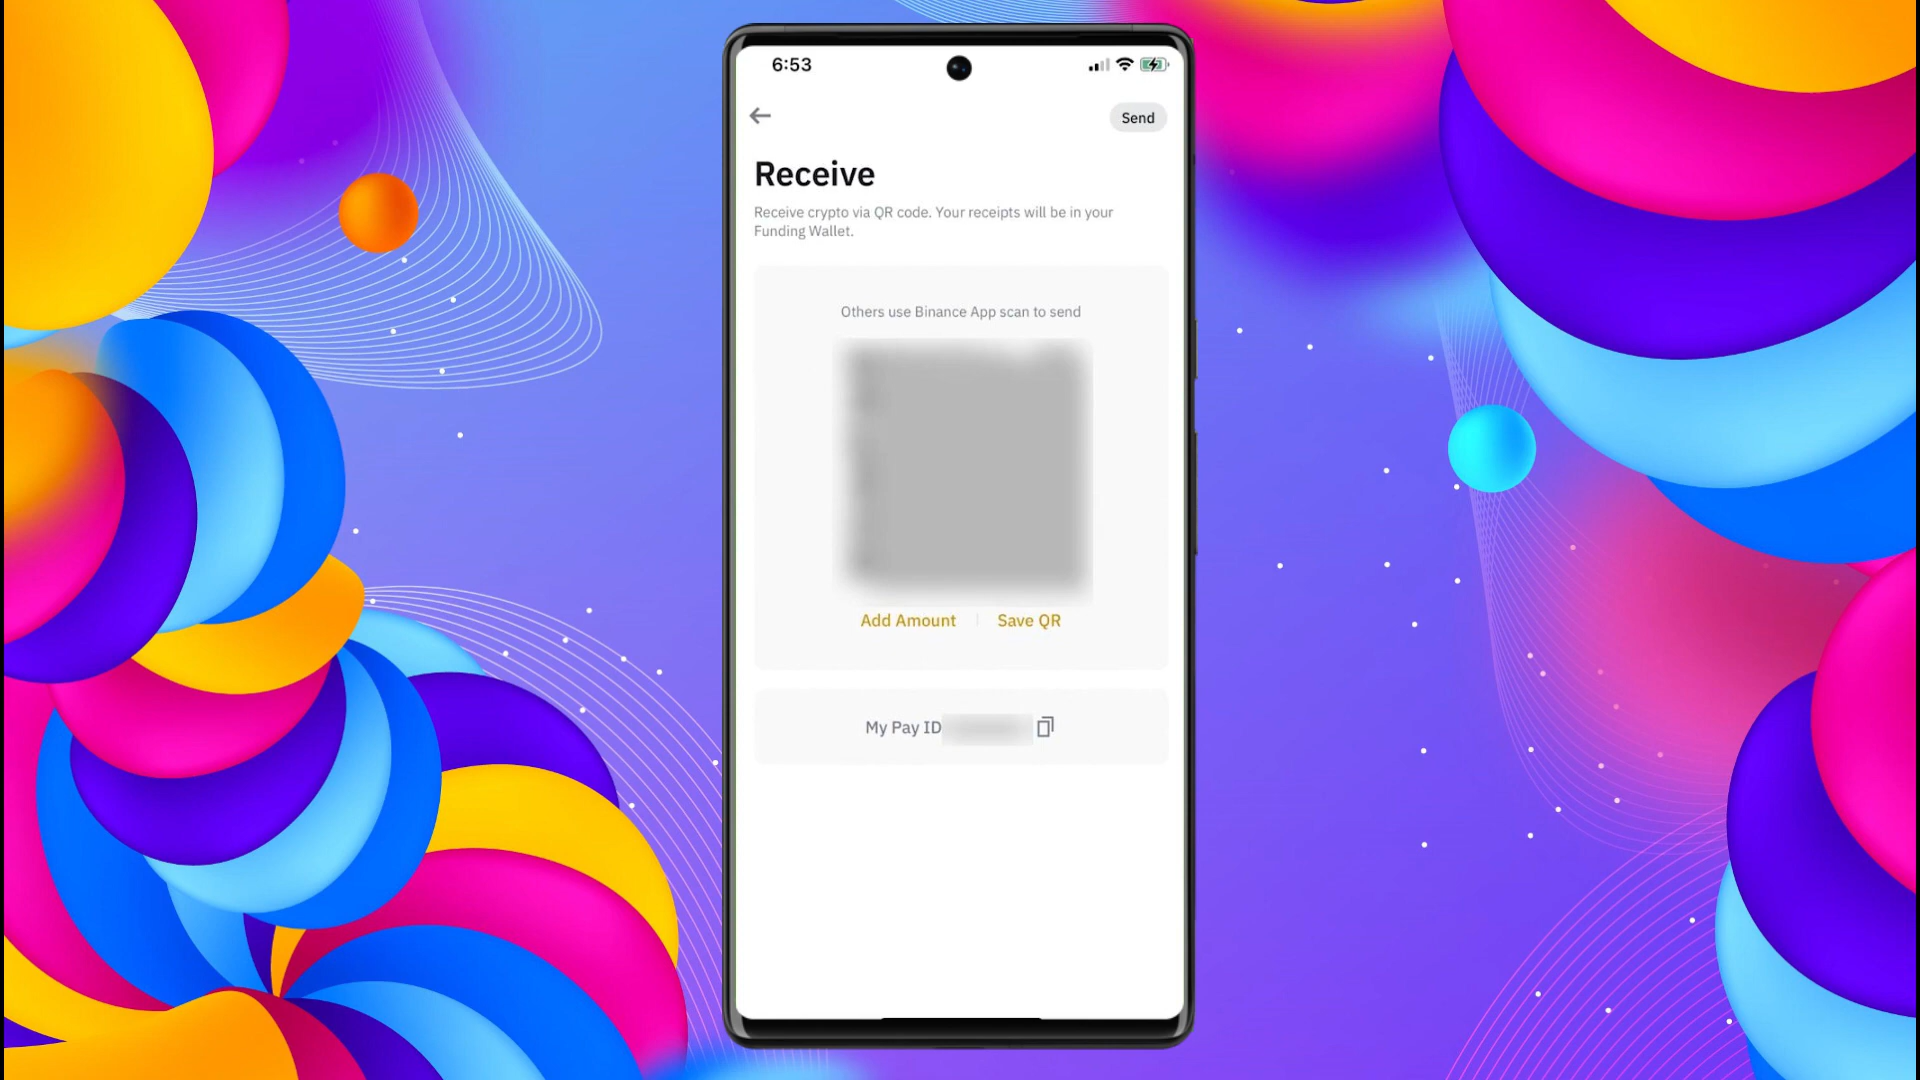 6:53
Send
Receive
Receive crypto via QR code. Your receipts will be in your
Funding Wallet.
Others use Binance App scan to send
Add Amount
Save QR
My Pay ID